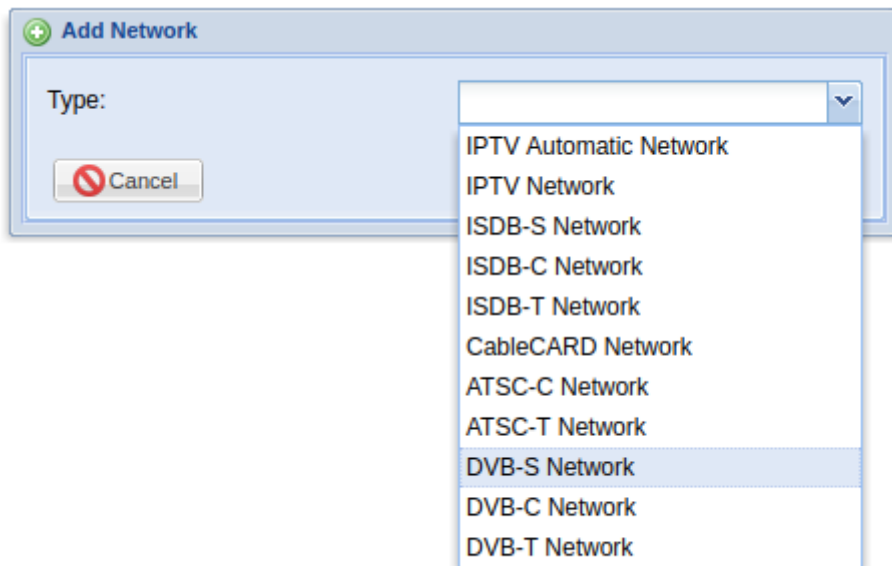 Add Network
Type:
IPTV Automatic Network
IPTV Network
Cancel
ISDB-S Network
ISDB-C Network
ISDB-T Network
CableCARD Network
ATSC-C Network
ATSC-T Network
DVB-S Network
DVB-C Network
DVB-T Network